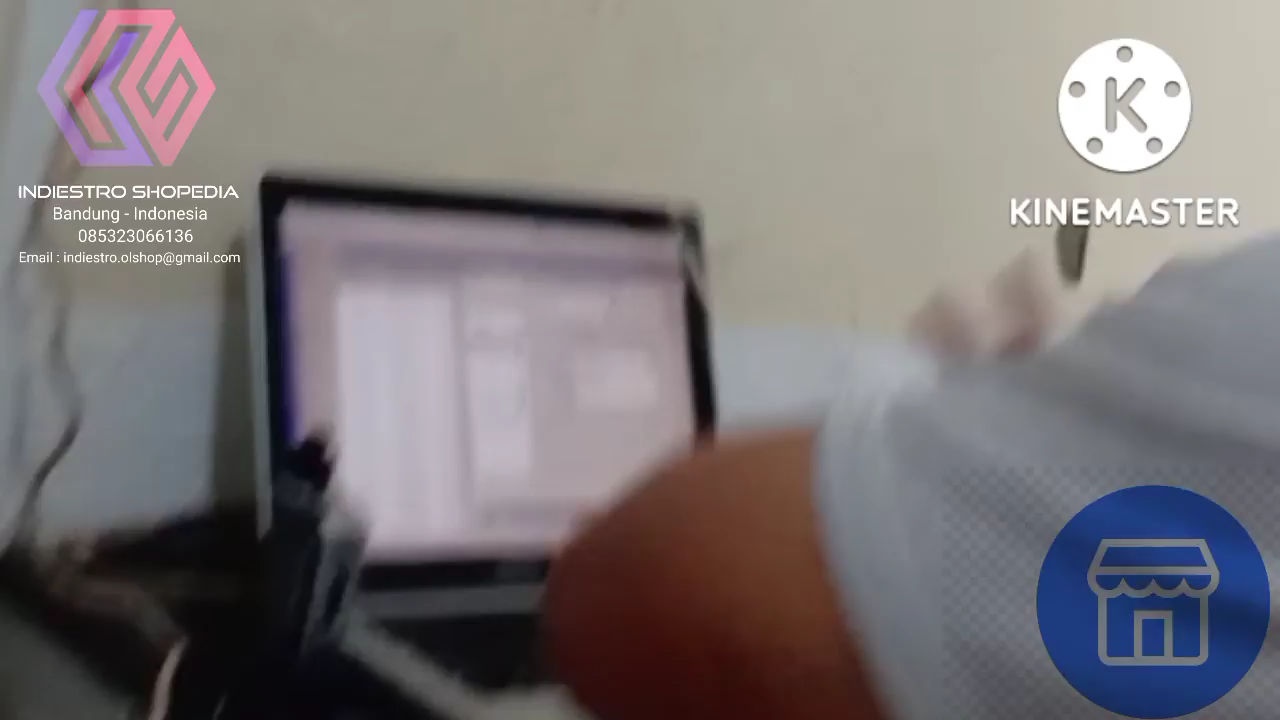 INDIESTRO SHOPEDIA
Bandung - Indonesia
085323066136
Email : indiestro.olshop@gmail.com
K
KINEMASTER